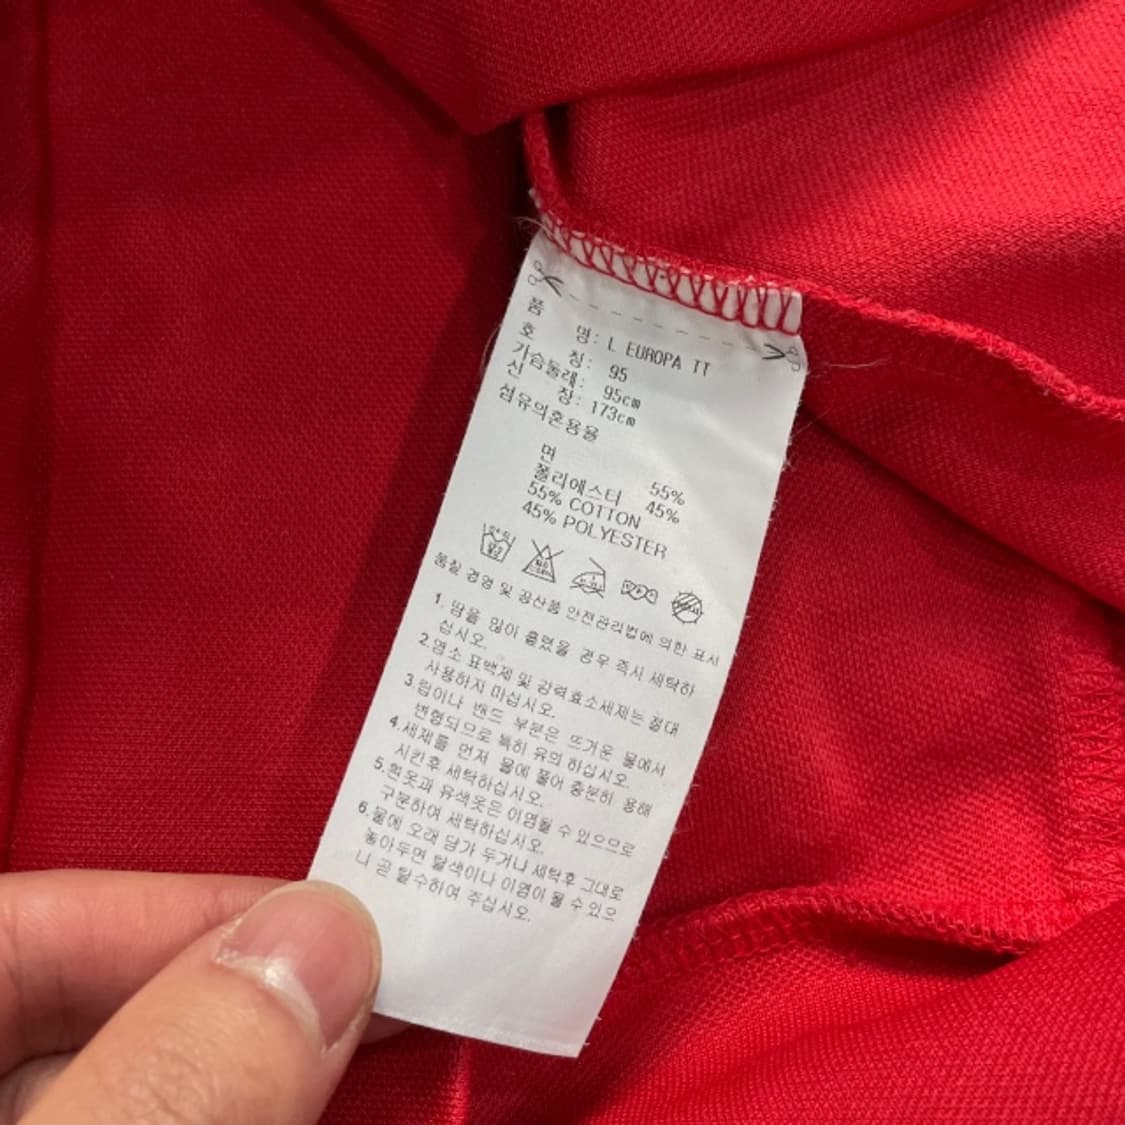 품 명: L EUROPA TT
호 칭: 95
가슴둘레: 95cm
신 장: 173cm
섬유의혼용율
면 55%
폴리에스터 45%
55% COTTON
45% POLYESTER
품질 경영 및 공산품 안전관리법에 의한 표시
1. 땀을 많이 흘렸을 경우 즉시 세탁하
십시오.
2.염소 표백제 및 강력효소세제는 절대
사용하지 마십시오.
3.립이나 밴드 부분은 뜨거운 물에서
변형되므로 특히 유의 하십시오.
4.세제를 먼저 물에 풀어 충분히 용해
시킨후 세탁하십시오.
5.흰옷과 유색옷은 이염될 수 있으므로
구분하여 세탁하십시오.
6.물에 오래 담가 두거나 세탁후 그대로
놓아두면 탈색이나 이염이 될 수 있으
니 곧 탈수하여 주십시오.